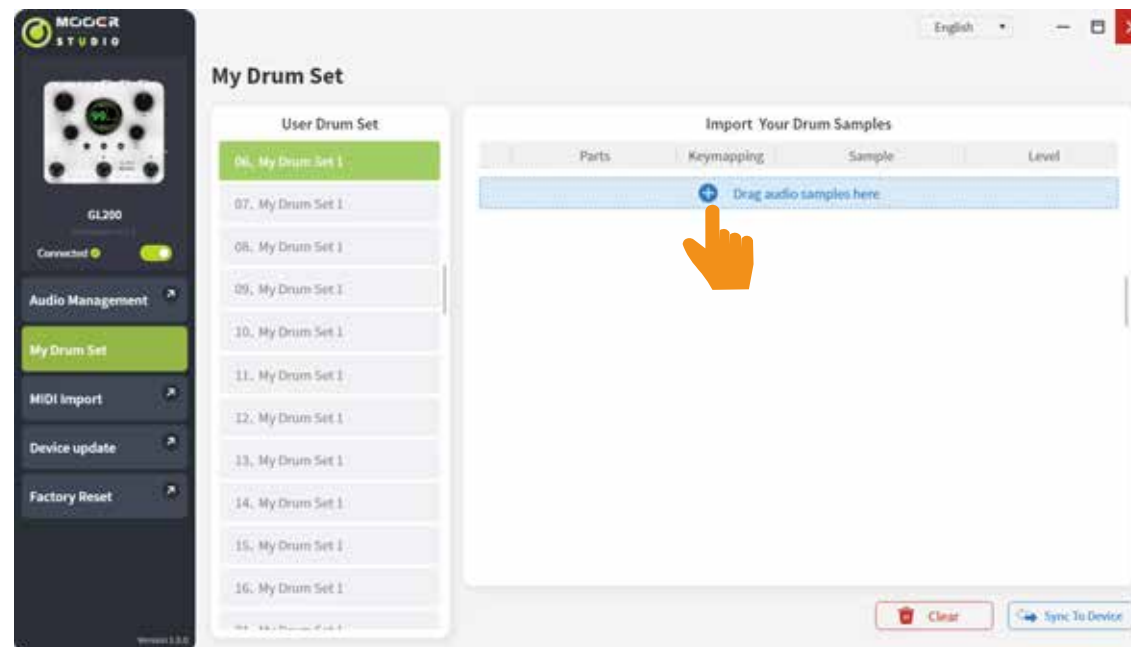 MOOER
STUDIO
English
My Drum Set
User Drum Set
Import Your Drum Samples
06. My Drum Set 1
Parts Keymapping Sample Level
07. My Drum Set 1
Drag audio samples here
GL200
08. My Drum Set 1
Connected
09. My Drum Set 1
Audio Management
10. My Drum Set 1
My Drum Set
11. My Drum Set 1
MIDI Import
12. My Drum Set 1
Device update
13. My Drum Set 1
Factory Reset
14. My Drum Set 1
15. My Drum Set 1
16. My Drum Set 1
Clear
Sync To Device